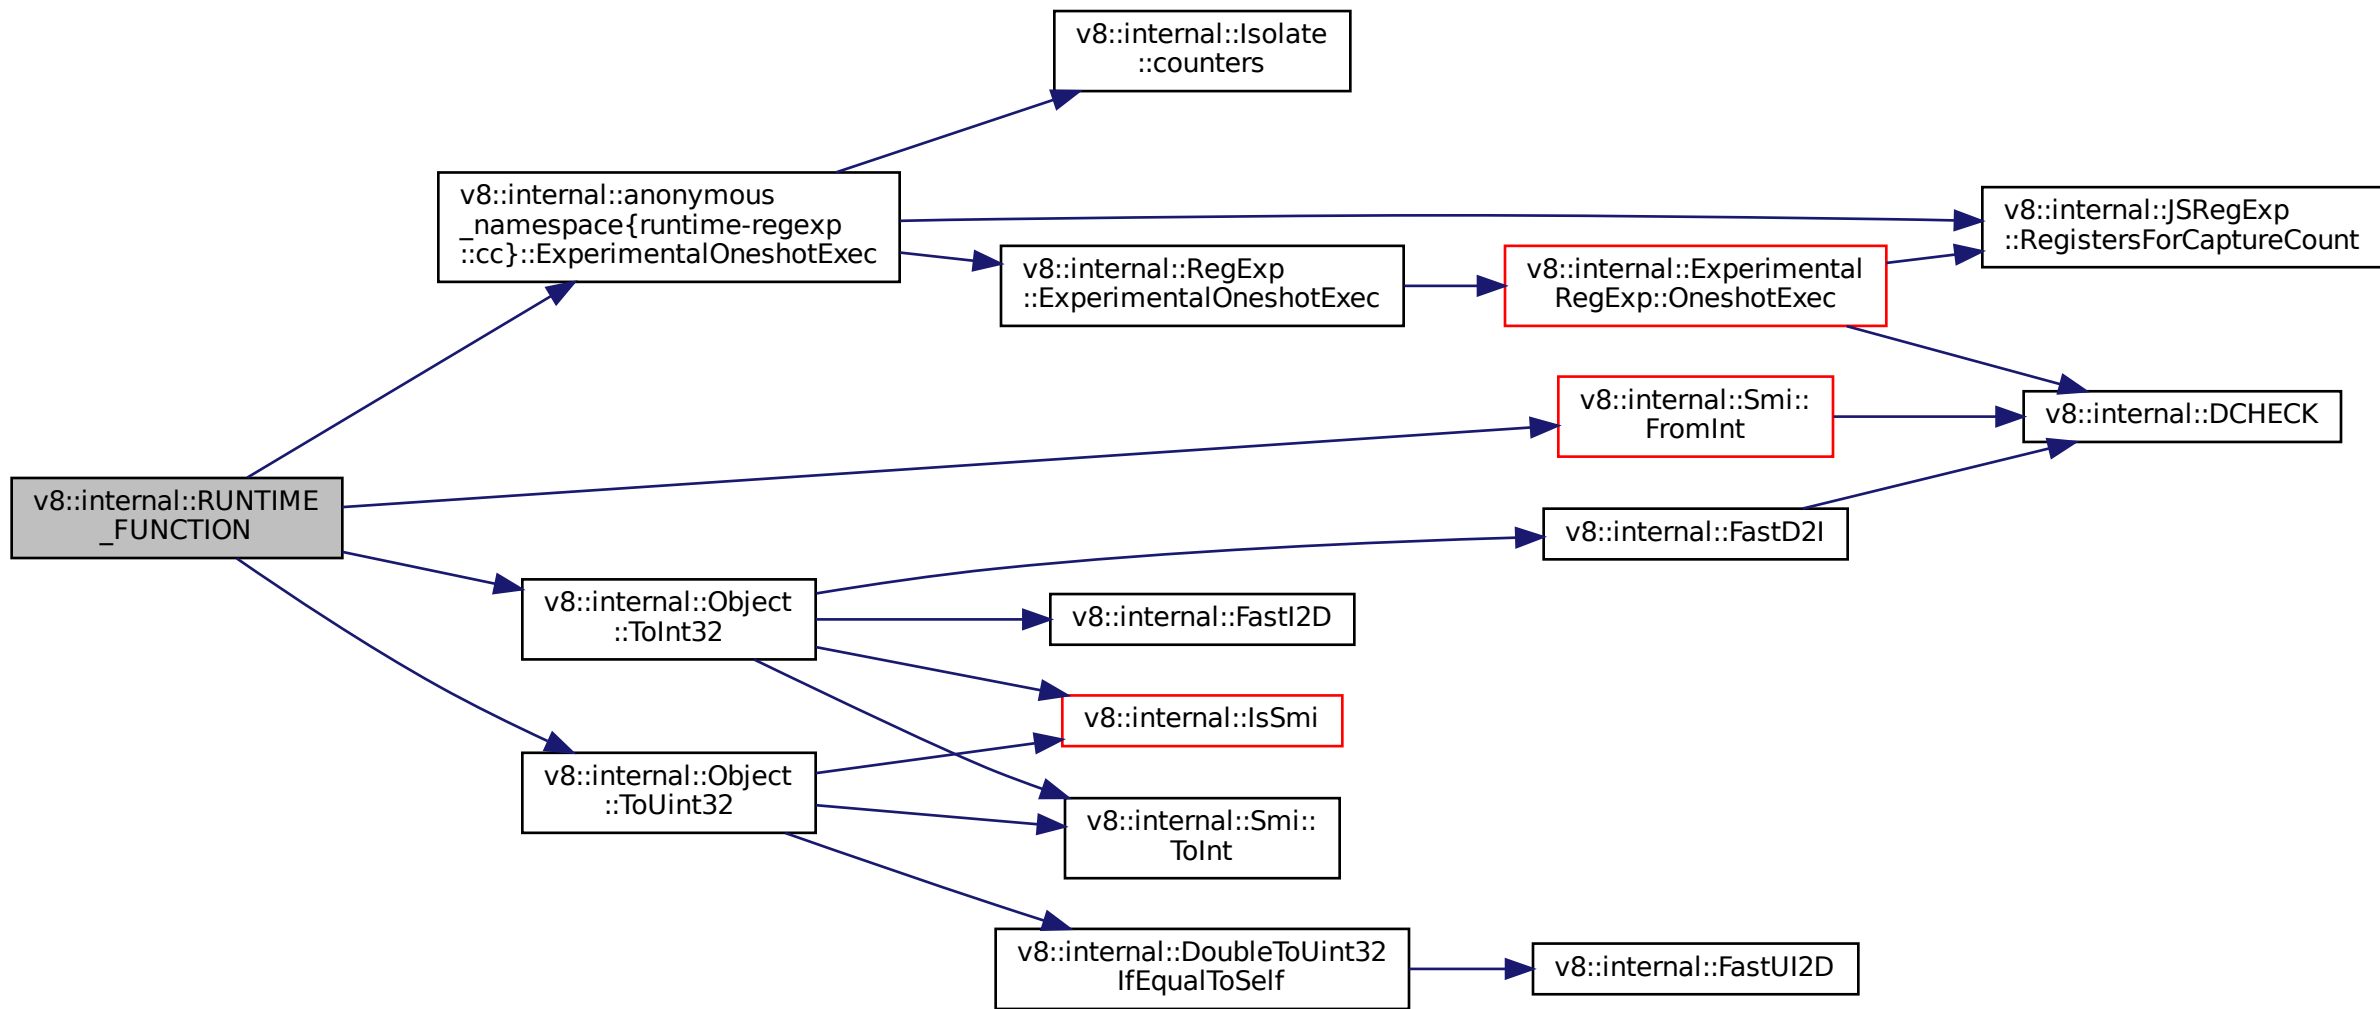 v8::internal::RUNTIME
_FUNCTION
v8::internal::anonymous
_namespace{runtime-regexp
::cc}::ExperimentalOneshotExec
v8::internal::Isolate
::counters
v8::internal::JSRegExp
::RegistersForCaptureCount
v8::internal::RegExp
::ExperimentalOneshotExec
v8::internal::Experimental
RegExp::OneshotExec
v8::internal::Smi::
FromInt
v8::internal::DCHECK
v8::internal::FastD2I
v8::internal::Object
::ToInt32
v8::internal::FastI2D
v8::internal::IsSmi
v8::internal::Object
::ToUint32
v8::internal::Smi::
ToInt
v8::internal::DoubleToUint32
IfEqualToSelf
v8::internal::FastUI2D